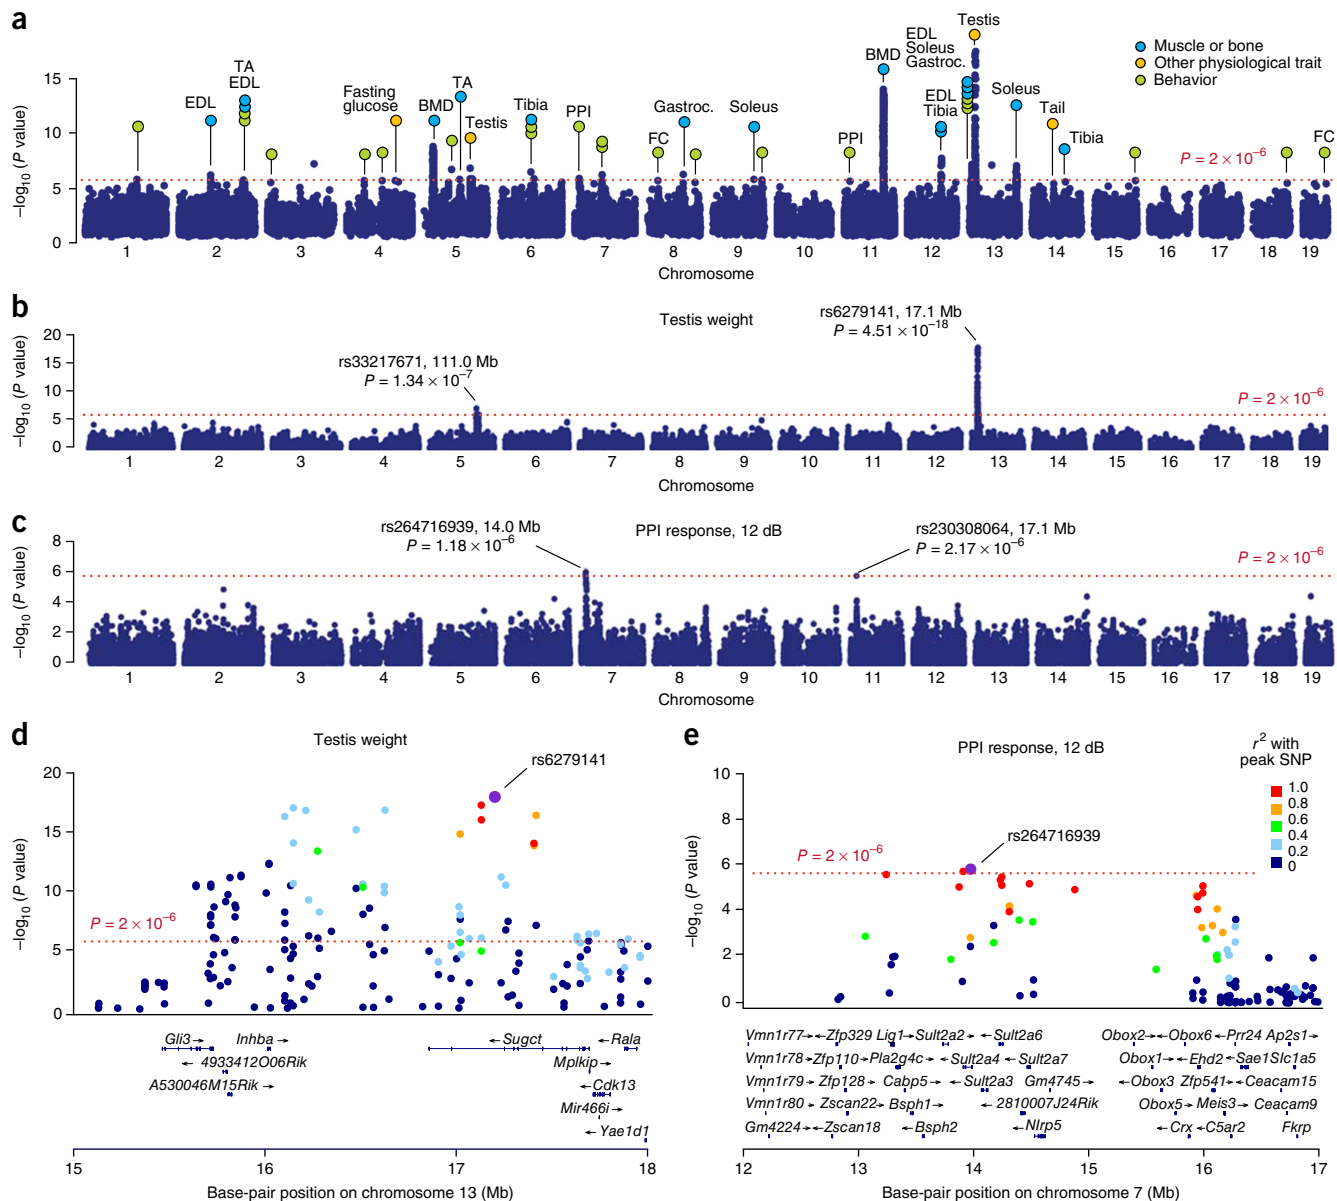 a
Testis
EDL
Soleus
Gastroc.
BMD
Muscle or bone
Other physiological trait
Behavior
TA
EDL
EDL
Fasting
glucose
BMD
TA
Testis
Tibia
PPI
FC
Gastroc.
Soleus
PPI
EDL
Tibia
Soleus
Tail
Tibia
FC
P = 2 × 10−6
−log10 (P value)
15
10
5
0
1 2 3 4 5 6 7 8 9 10 11 12 13 14 15 16 17 18 19
Chromosome
b
Testis weight
rs33217671, 111.0 Mb
P = 1.34 × 10−7
rs6279141, 17.1 Mb
P = 4.51 × 10−18
P = 2 × 10−6
−log10 (P value)
20
15
10
5
0
1 2 3 4 5 6 7 8 9 10 11 12 13 14 15 16 17 18 19
Chromosome
c
PPI response, 12 dB
rs264716939, 14.0 Mb
P = 1.18 × 10−6
rs230308064, 17.1 Mb
P = 2.17 × 10−6
P = 2 × 10−6
−log10 (P value)
8
6
4
2
0
1 2 3 4 5 6 7 8 9 10 11 12 13 14 15 16 17 18 19
Chromosome
d
Testis weight
rs6279141
P = 2 × 10−6
−log10 (P value)
20
15
10
5
0
Gli3→ Inhba→ ←Sugct ←Rala
←4933412O06Rik Mplkip→
A530046M15Rik→ ←Cdk13
Mir466i→
←Yae1d1
15 16 17 18
Base-pair position on chromosome 13 (Mb)
e
PPI response, 12 dB
r2 with
peak SNP
1.0
0.8
0.6
0.4
0.2
0
rs264716939
P = 2 × 10−6
−log10 (P value)
10
8
6
4
2
0
Vmn1r77→ ←Zfp329 Lig1→ Sult2a2→ ←Sult2a6 Obox2→ ←Obox6 ←Prr24 Ap2s1→
Vmn1r78→ Zfp110→ Pla2g4c→ ←Sult2a4 ←Sult2a7 Obox1→ ←Ehd2 ←Sae1 Slc1a5
Vmn1r79→ Zfp128→ Cabp5→ ←Sult2a3 Gm4745→ ←Obox3 Zfp541→ ←Ceacam15
Vmn1r80→ Zscan22→ Bsph1→ ←2810007J24Rik Obox5→ Meis3→ Ceacam9
Gm4224→ ←Zscan18 ←Bsph2 ←Nlrp5 ←Crx ←C5ar2 Fkrp
12 13 14 15 16 17
Base-pair position on chromosome 7 (Mb)